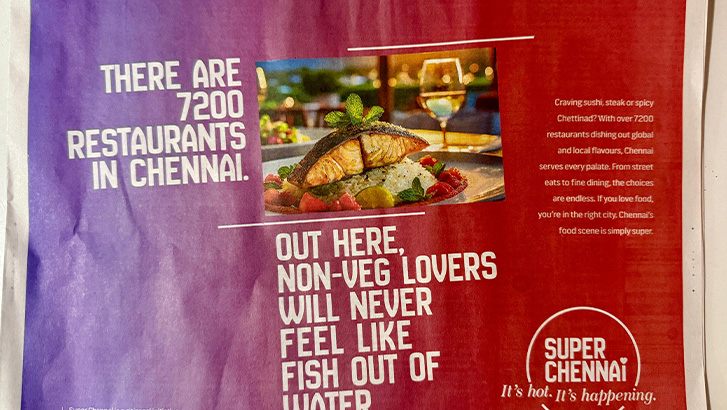 THERE ARE
7200
RESTAURANTS
IN CHENNAI.
Craving sushi, steak or spicy
Chettinad? With over 7200
restaurants dishing out global
and local flavours, Chennai
serves every palate. From street
eats to fine dining, the choices
are endless. If you love food,
you're in the right city. Chennai's
food scene is simply super.
OUT HERE,
NON-VEG LOVERS
WILL NEVER
FEEL LIKE
FISH OUT OF
WATER
SUPER
CHENNAi
It's hot. It's happening.